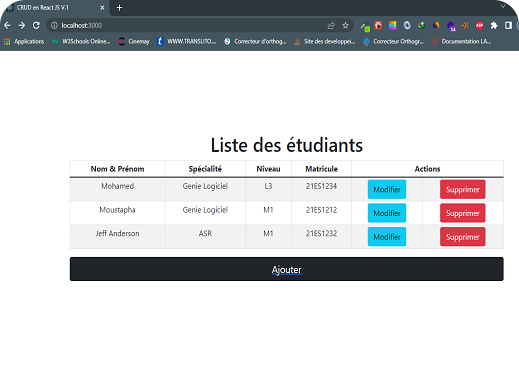 CRUD en React JS V.1
localhost:3000
Applications W3Schools Online... Cinemay WWW.TRANSLITO... Correcteur d'orthog... Site des developpei... Correcteur Orthogr... Documentation LA...
Liste des étudiants
Nom & Prénom Spécialité Niveau Matricule Actions
Mohamed Genie Logiciel L3 21ES1234 Modifier Supprimer
Moustapha Genie Logiciel M1 21ES1212 Modifier Supprimer
Jeff Anderson ASR M1 21ES1232 Modifier Supprimer
Ajouter